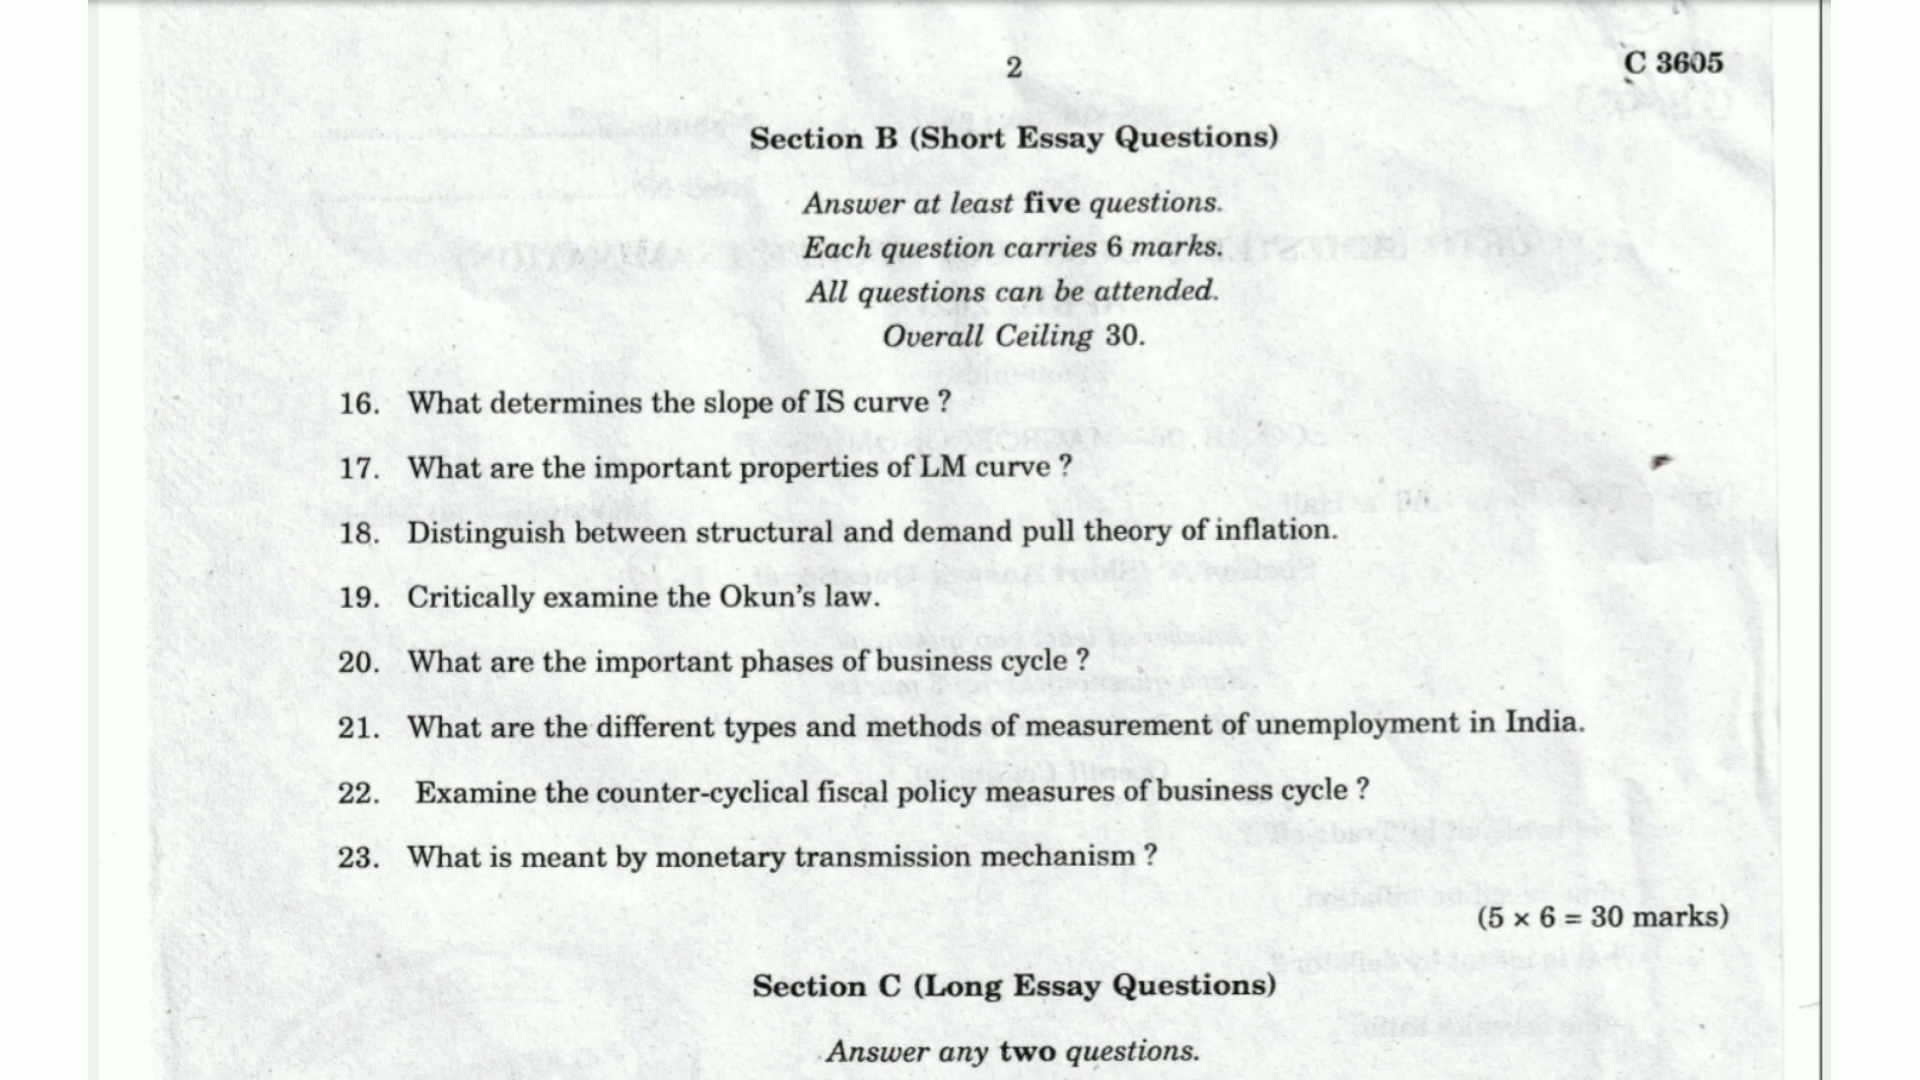 2
C 3605
Section B (Short Essay Questions)
Answer at least five questions.
Each question carries 6 marks.
All questions can be attended.
Overall Ceiling 30.
16. What determines the slope of IS curve ?
17. What are the important properties of LM curve ?
18. Distinguish between structural and demand pull theory of inflation.
19. Critically examine the Okun's law.
20. What are the important phases of business cycle ?
21. What are the different types and methods of measurement of unemployment in India.
22. Examine the counter-cyclical fiscal policy measures of business cycle ?
23. What is meant by monetary transmission mechanism ?
(5 × 6 = 30 marks)
Section C (Long Essay Questions)
Answer any two questions.